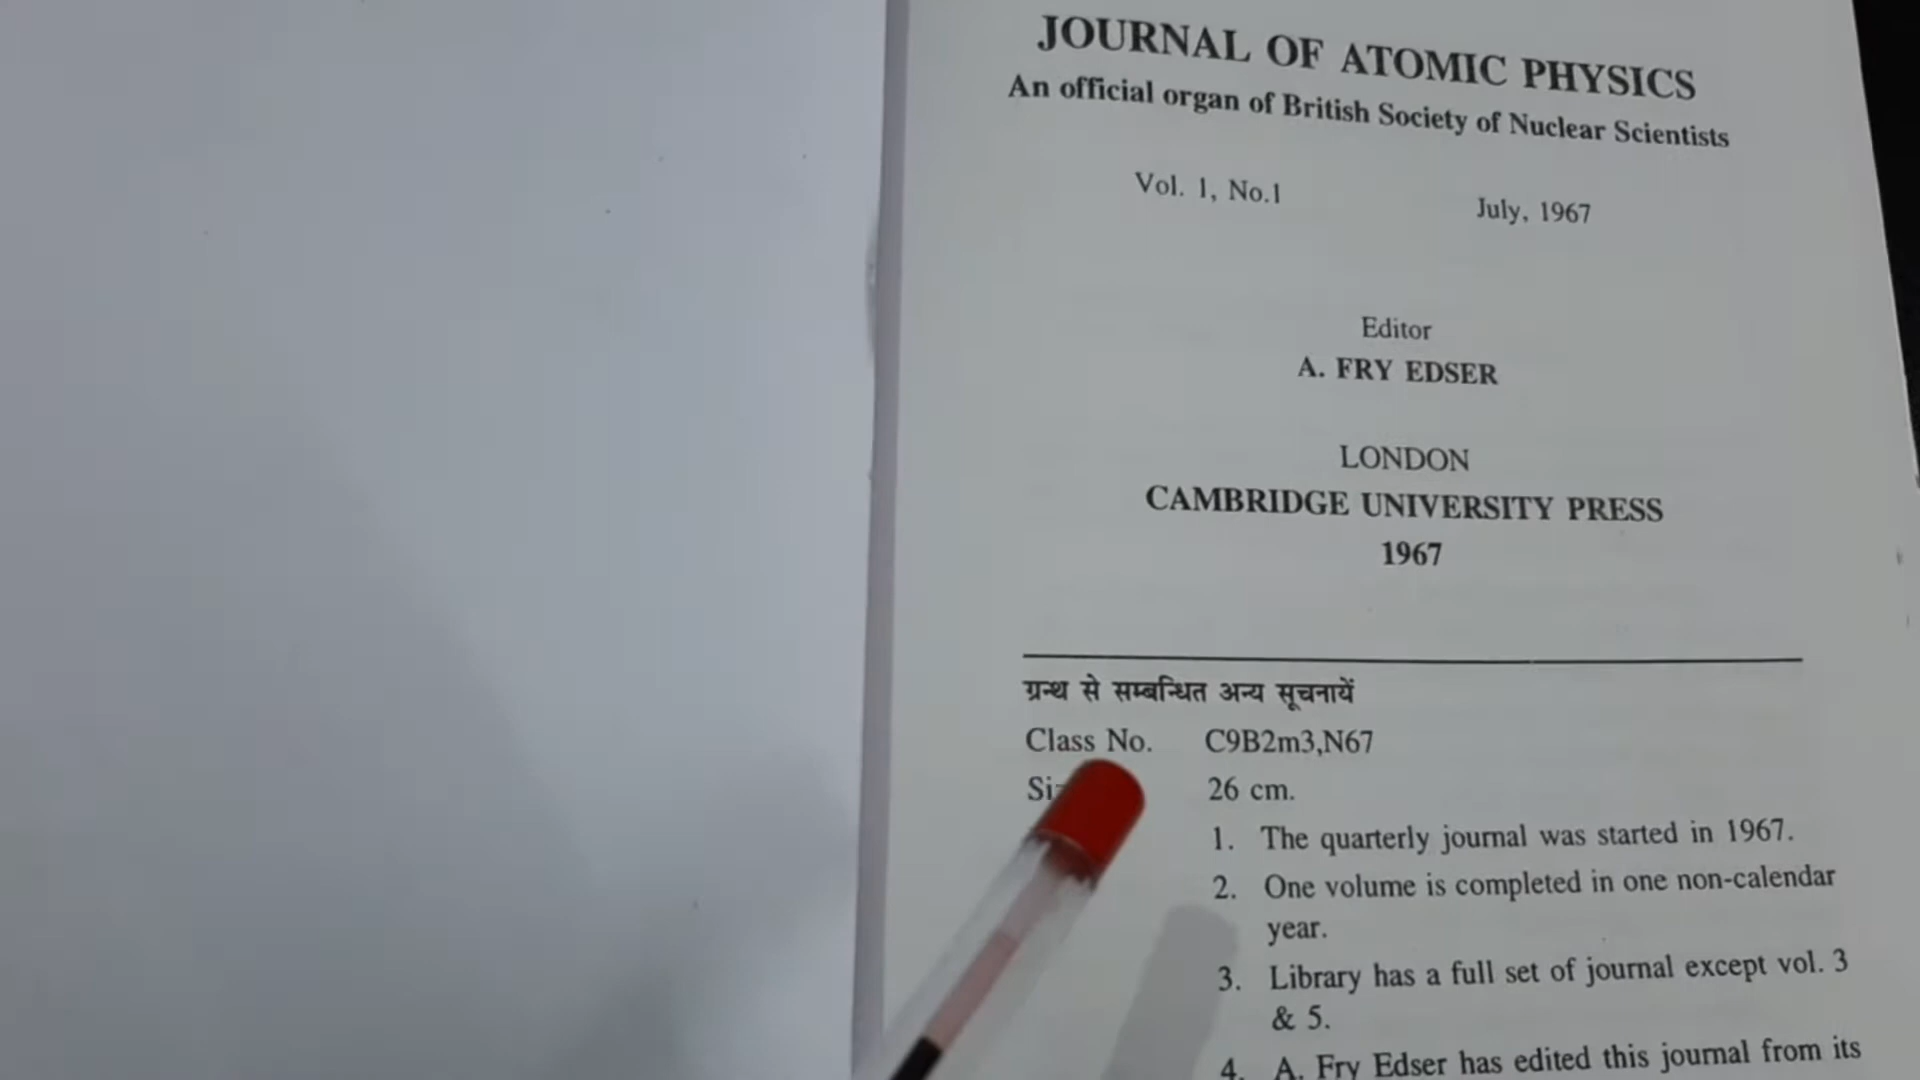 JOURNAL OF ATOMIC PHYSICS
An official organ of British Society of Nuclear Scientists
Vol. 1, No.1 July, 1967
Editor
A. FRY EDSER
LONDON
CAMBRIDGE UNIVERSITY PRESS
1967
ग्रन्थ से सम्बन्धित अन्य सूचनायें
Class No. C9B2m3,N67
26 cm.
1. The quarterly journal was started in 1967.
2. One volume is completed in one non-calendar
year.
3. Library has a full set of journal except vol. 3
& 5.
4. A. Fry Edser has edited this journal from its